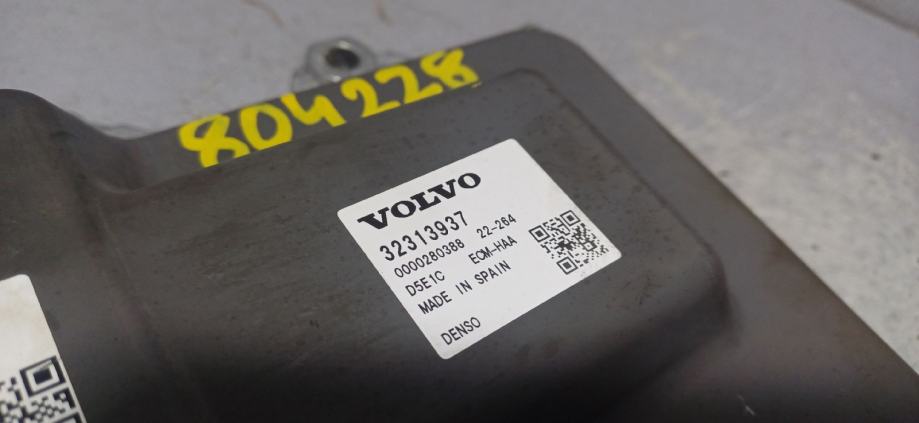 804228
VOLVO
32313937
0000280388 22-264
D5E1C ECM-HAA
MADE IN SPAIN
DENSO